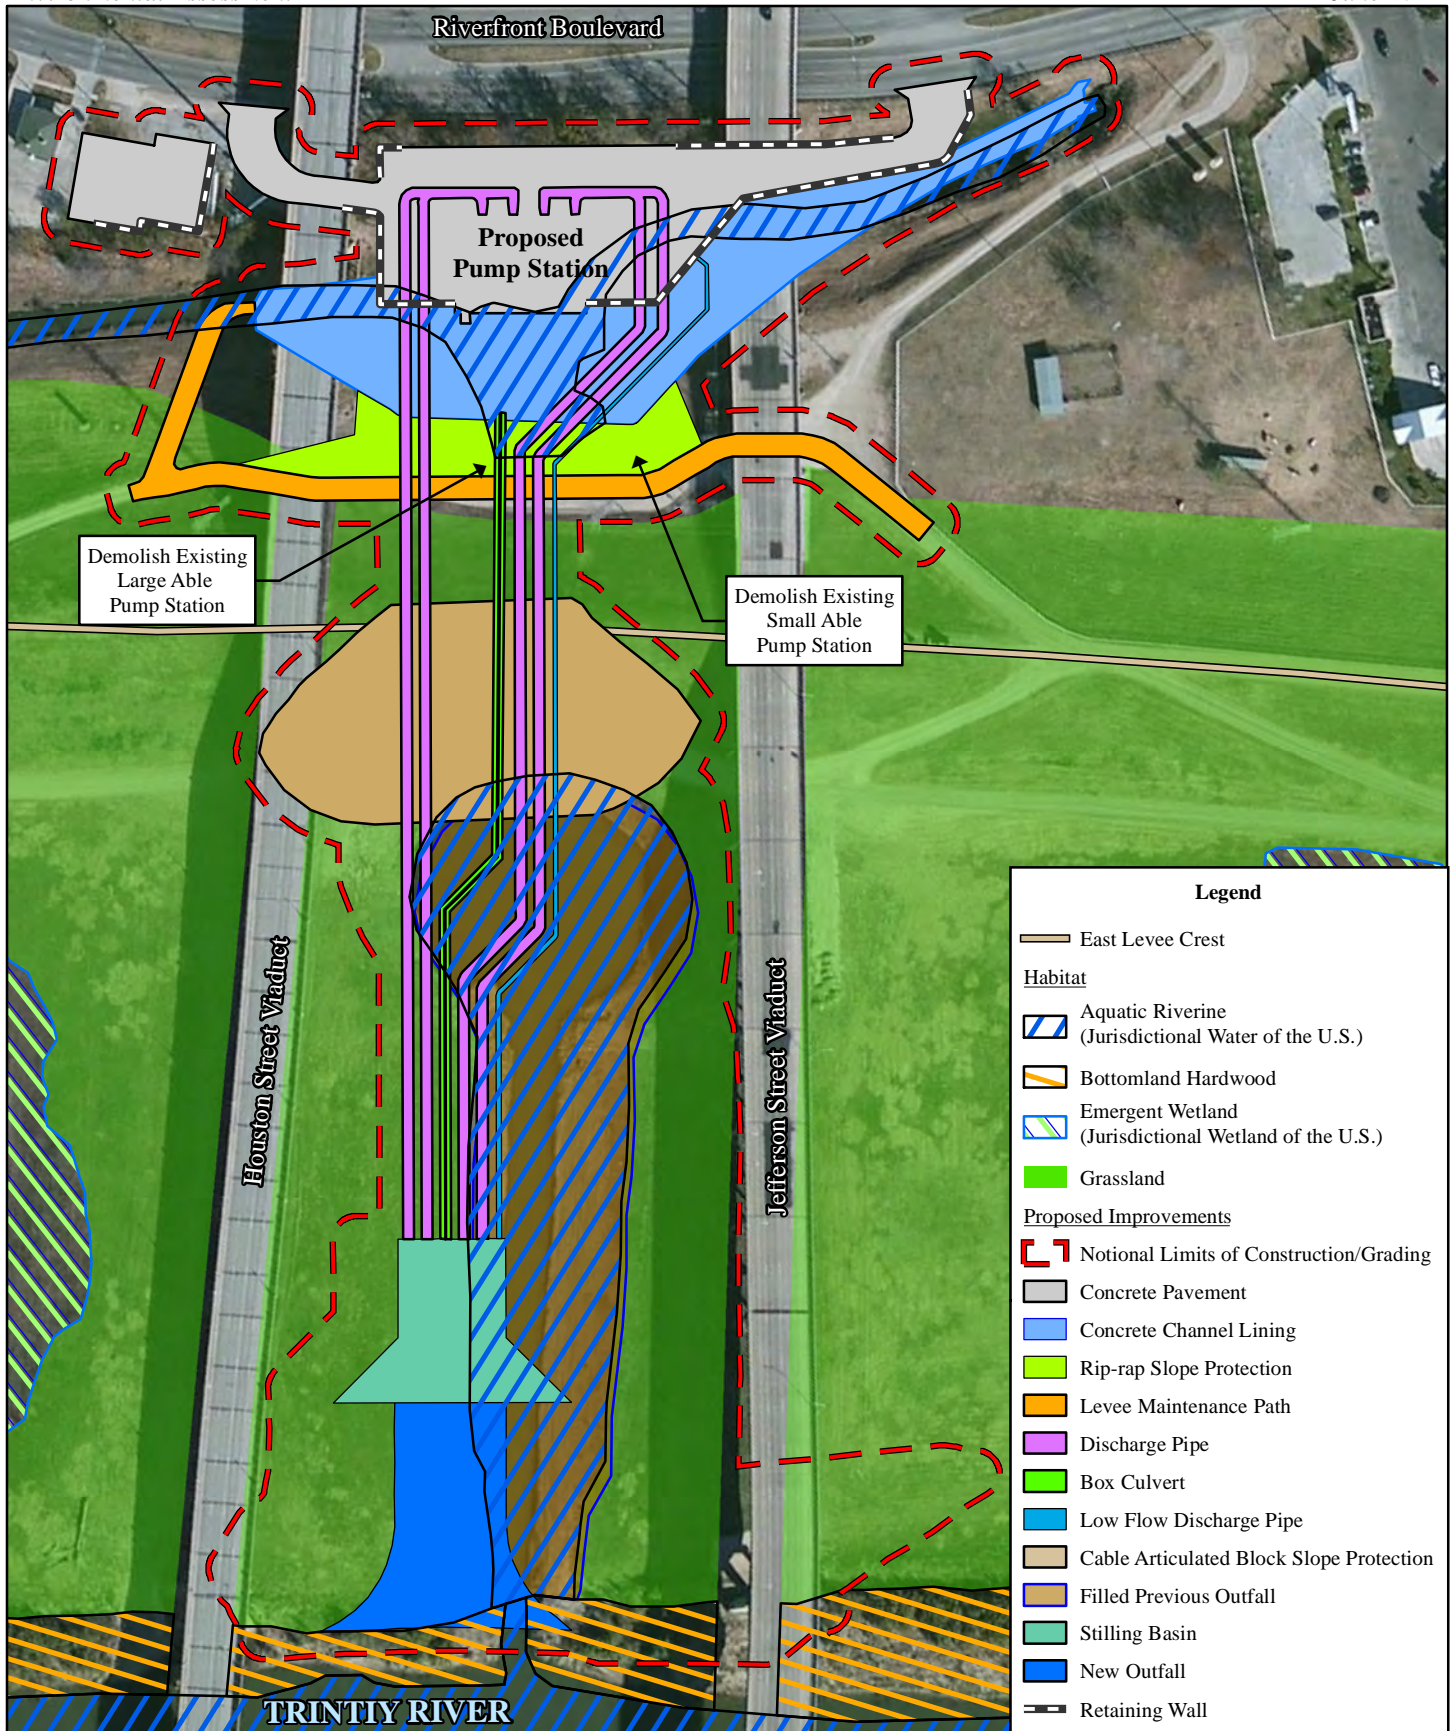 Riverfront Boulevard
Proposed
Pump Station
Demolish Existing
Large Able
Pump Station
Demolish Existing
Small Able
Pump Station
Houston Street Viaduct
Jefferson Street Viaduct
TRINTIY RIVER
Legend
East Levee Crest
Habitat
Aquatic Riverine
(Jurisdictional Water of the U.S.)
Bottomland Hardwood
Emergent Wetland
(Jurisdictional Wetland of the U.S.)
Grassland
Proposed Improvements
Notional Limits of Construction/Grading
Concrete Pavement
Concrete Channel Lining
Rip-rap Slope Protection
Levee Maintenance Path
Discharge Pipe
Box Culvert
Low Flow Discharge Pipe
Cable Articulated Block Slope Protection
Filled Previous Outfall
Stilling Basin
New Outfall
Retaining Wall